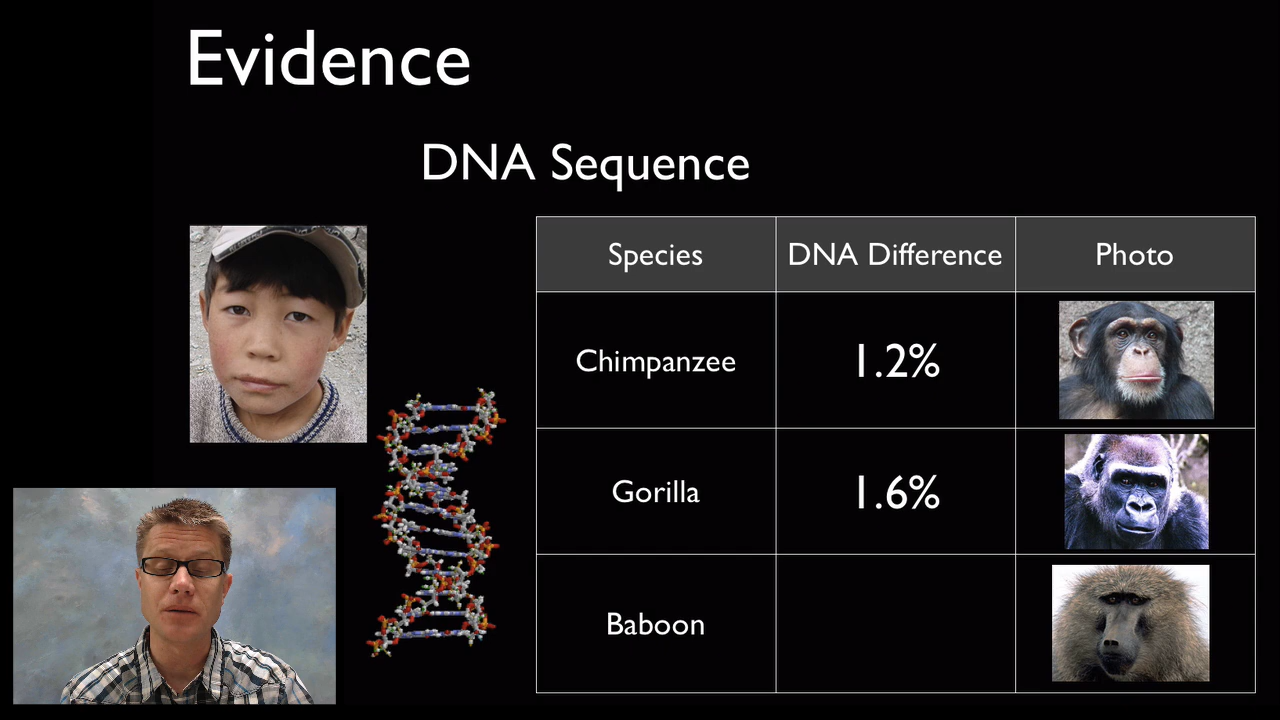 Evidence
DNA Sequence
Species DNA Difference Photo
Chimpanzee 1.2%
Gorilla 1.6%
Baboon